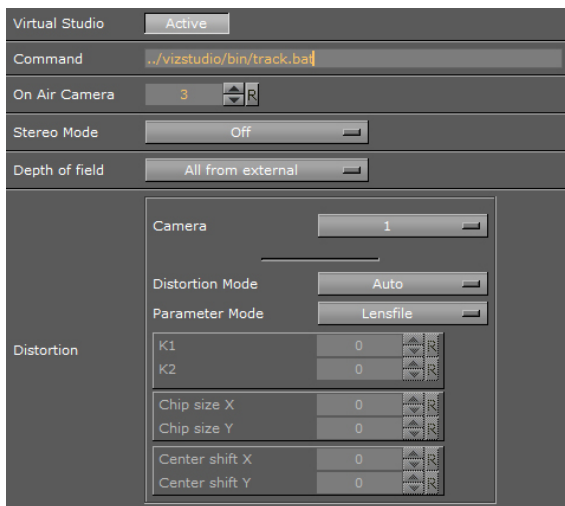 Virtual Studio Active
Command ../vizstudio/bin/track.bat
On Air Camera 3 R
Stereo Mode Off
Depth of field All from external
Camera 1
Distortion Mode Auto
Parameter Mode Lensfile
Distortion
K1 0 R
K2 0 R
Chip size X 0 R
Chip size Y 0 R
Center shift X 0 R
Center shift Y 0 R